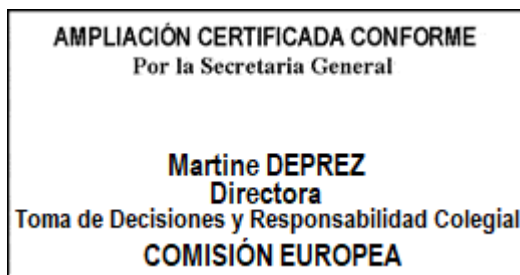 AMPLIACIÓN CERTIFICADA CONFORME
Por la Secretaria General
Martine DEPREZ
Directora
Toma de Decisiones y Responsabilidad Colegial
COMISIÓN EUROPEA